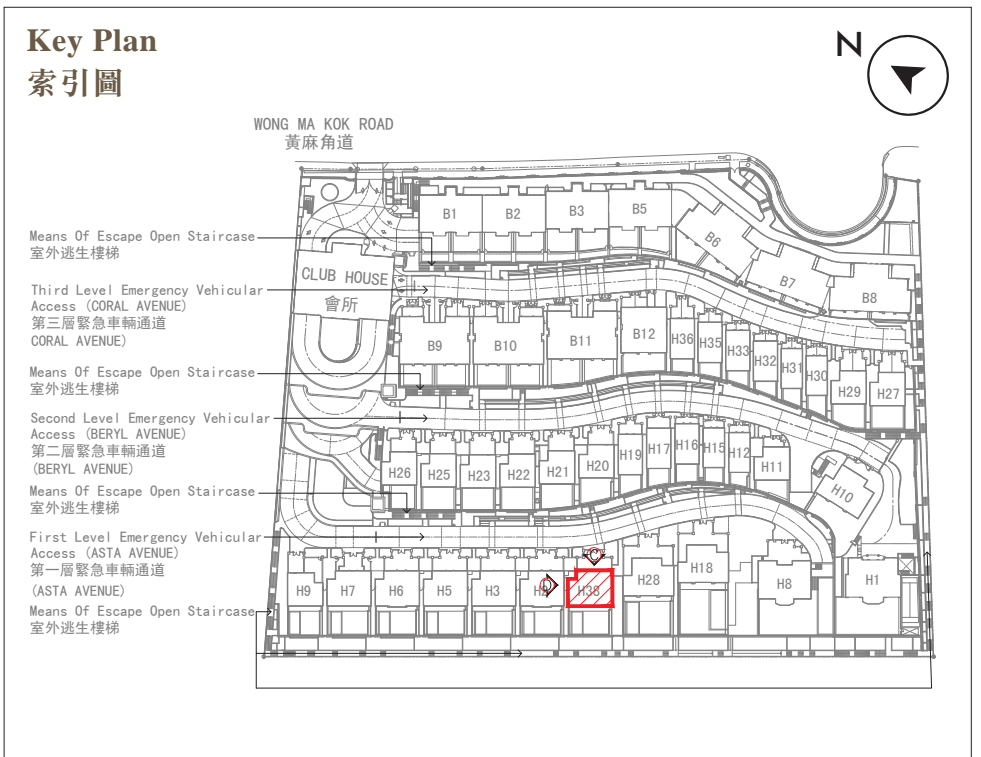 Key Plan
索引圖
N
WONG MA KOK ROAD
黃麻角道
Means Of Escape Open Staircase
室外逃生樓梯
Third Level Emergency Vehicular
Access (CORAL AVENUE)
第三層緊急車輛通道
CORAL AVENUE)
Means Of Escape Open Staircase
室外逃生樓梯
Second Level Emergency Vehicular
Access (BERYL AVENUE)
第二層緊急車輛通道
(BERYL AVENUE)
Means Of Escape Open Staircase
室外逃生樓梯
First Level Emergency Vehicular
Access (ASTA AVENUE)
第一層緊急車輛通道
(ASTA AVENUE)
Means Of Escape Open Staircase
室外逃生樓梯
CLUB HOUSE
會所
B1 B2 B3 B5 B6 B7 B8
B9 B10 B11 B12 H36 H35 H33 H32 H31 H30 H29 H27
H26 H25 H23 H22 H21 H20 H19 H17 H16 H15 H12 H11 H10
C
D
H9 H7 H6 H5 H3 H38 H28 H18 H8 H1